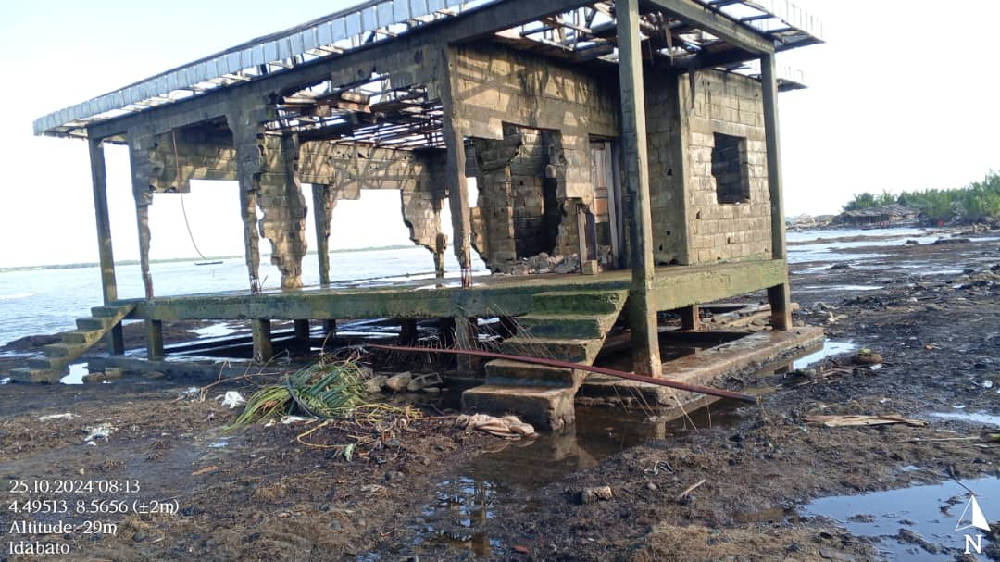 25.10.2024 08:13
4.49513, 8.5656 (±2m)
Altitude: 29m
Idabato
N